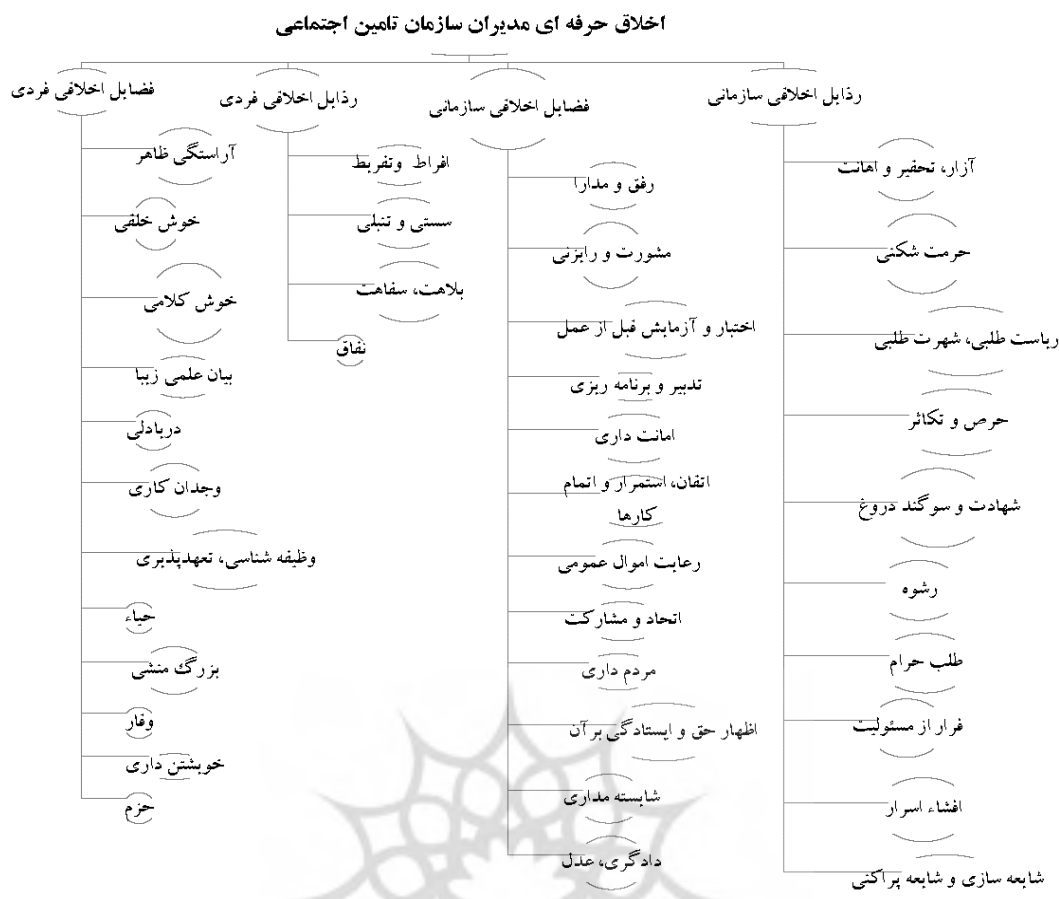 اخلاق حرفه ای مدیران سازمان تامین اجتماعی
رذایل اخلاقی سازمانی
آزار، تحقیر و اهانت
حرمت شکنی
ریاست طلبی، شهرت طلبی
حرص و تکاثر
شهادت و سوگند دروغ
رشوه
طلب حرام
فرار از مسئولیت
افشاء اسرار
شایعه سازی و شایعه پراکنی
فضایل اخلاقی سازمانی
رفق و مدارا
مشورت و رایزنی
اختبار و آزمایش قبل از عمل
تدبیر و برنامه ریزی
امانت داری
اتقان، استمرار و اتمام
کارها
رعایت اموال عمومی
اتحاد و مشارکت
مردم داری
اظهار حق و ایستادگی برآن
شایسته مداری
دادگری، عدل
رذایل اخلاقی فردی
افراط وتفریط
سستی و تنبلی
بلاهت، سفاهت
نفاق
فضایل اخلاقی فردی
آراستگی ظاهر
خوش خلقی
خوش کلامی
بیان علمی زیبا
دریادلی
وجدان کاری
وظیفه شناسی، تعهدپذیری
حیاء
بزرگ منشی
وقار
خویشتن داری
حزم